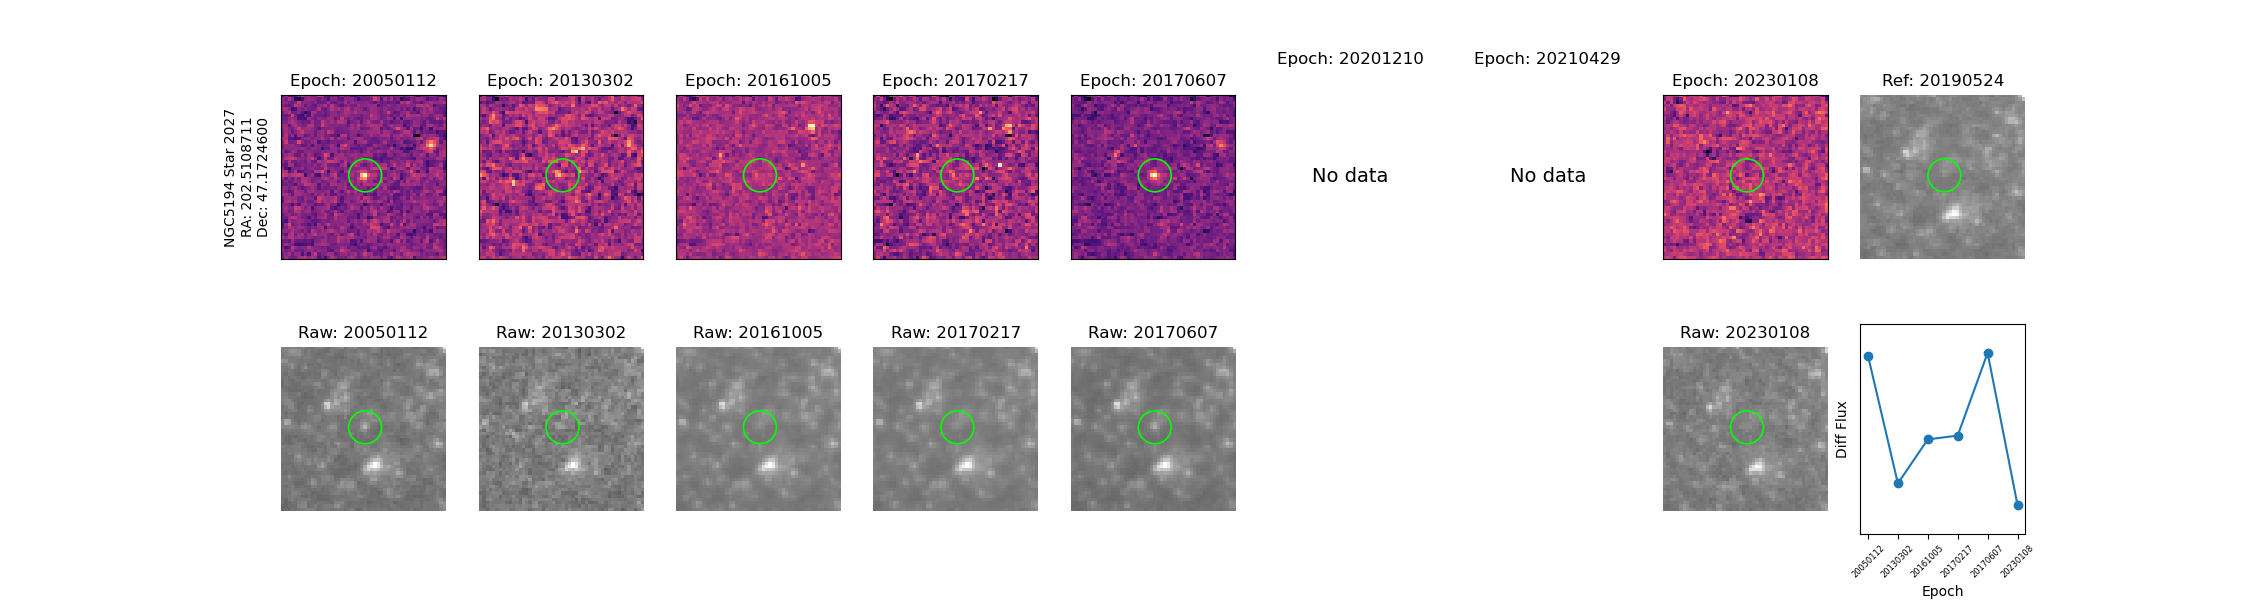 Epoch: 20201210
Epoch: 20210429
Epoch: 20050112
Epoch: 20130302
Epoch: 20161005
Epoch: 20170217
Epoch: 20170607
Epoch: 20230108
Ref: 20190524
NGC5194 Star 2027
RA: 202.5108711
Dec: 47.1724600
No data
No data
Raw: 20050112
Raw: 20130302
Raw: 20161005
Raw: 20170217
Raw: 20170607
Raw: 20230108
Diff Flux
20050112
20130302
20161005
20170217
20170607
20230108
Epoch